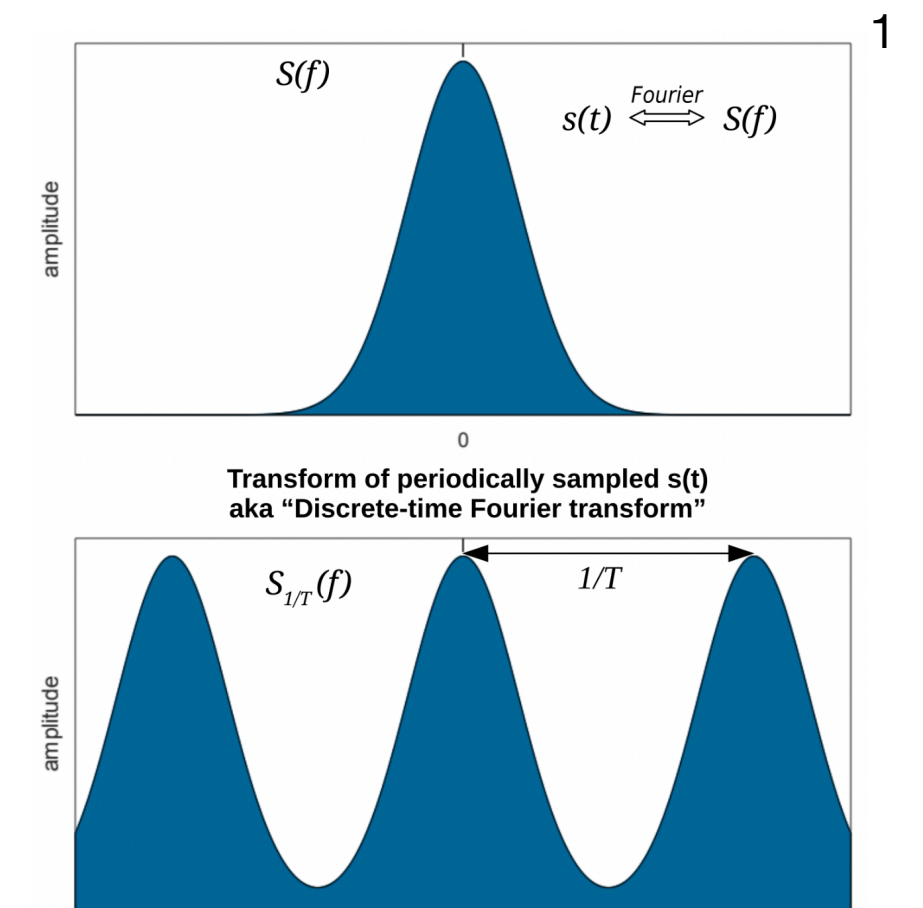 1
S(f)
Fourier
s(t) ⟺ S(f)
amplitude
0
Transform of periodically sampled s(t)
aka “Discrete-time Fourier transform”
S1/T(f)
1/T
amplitude